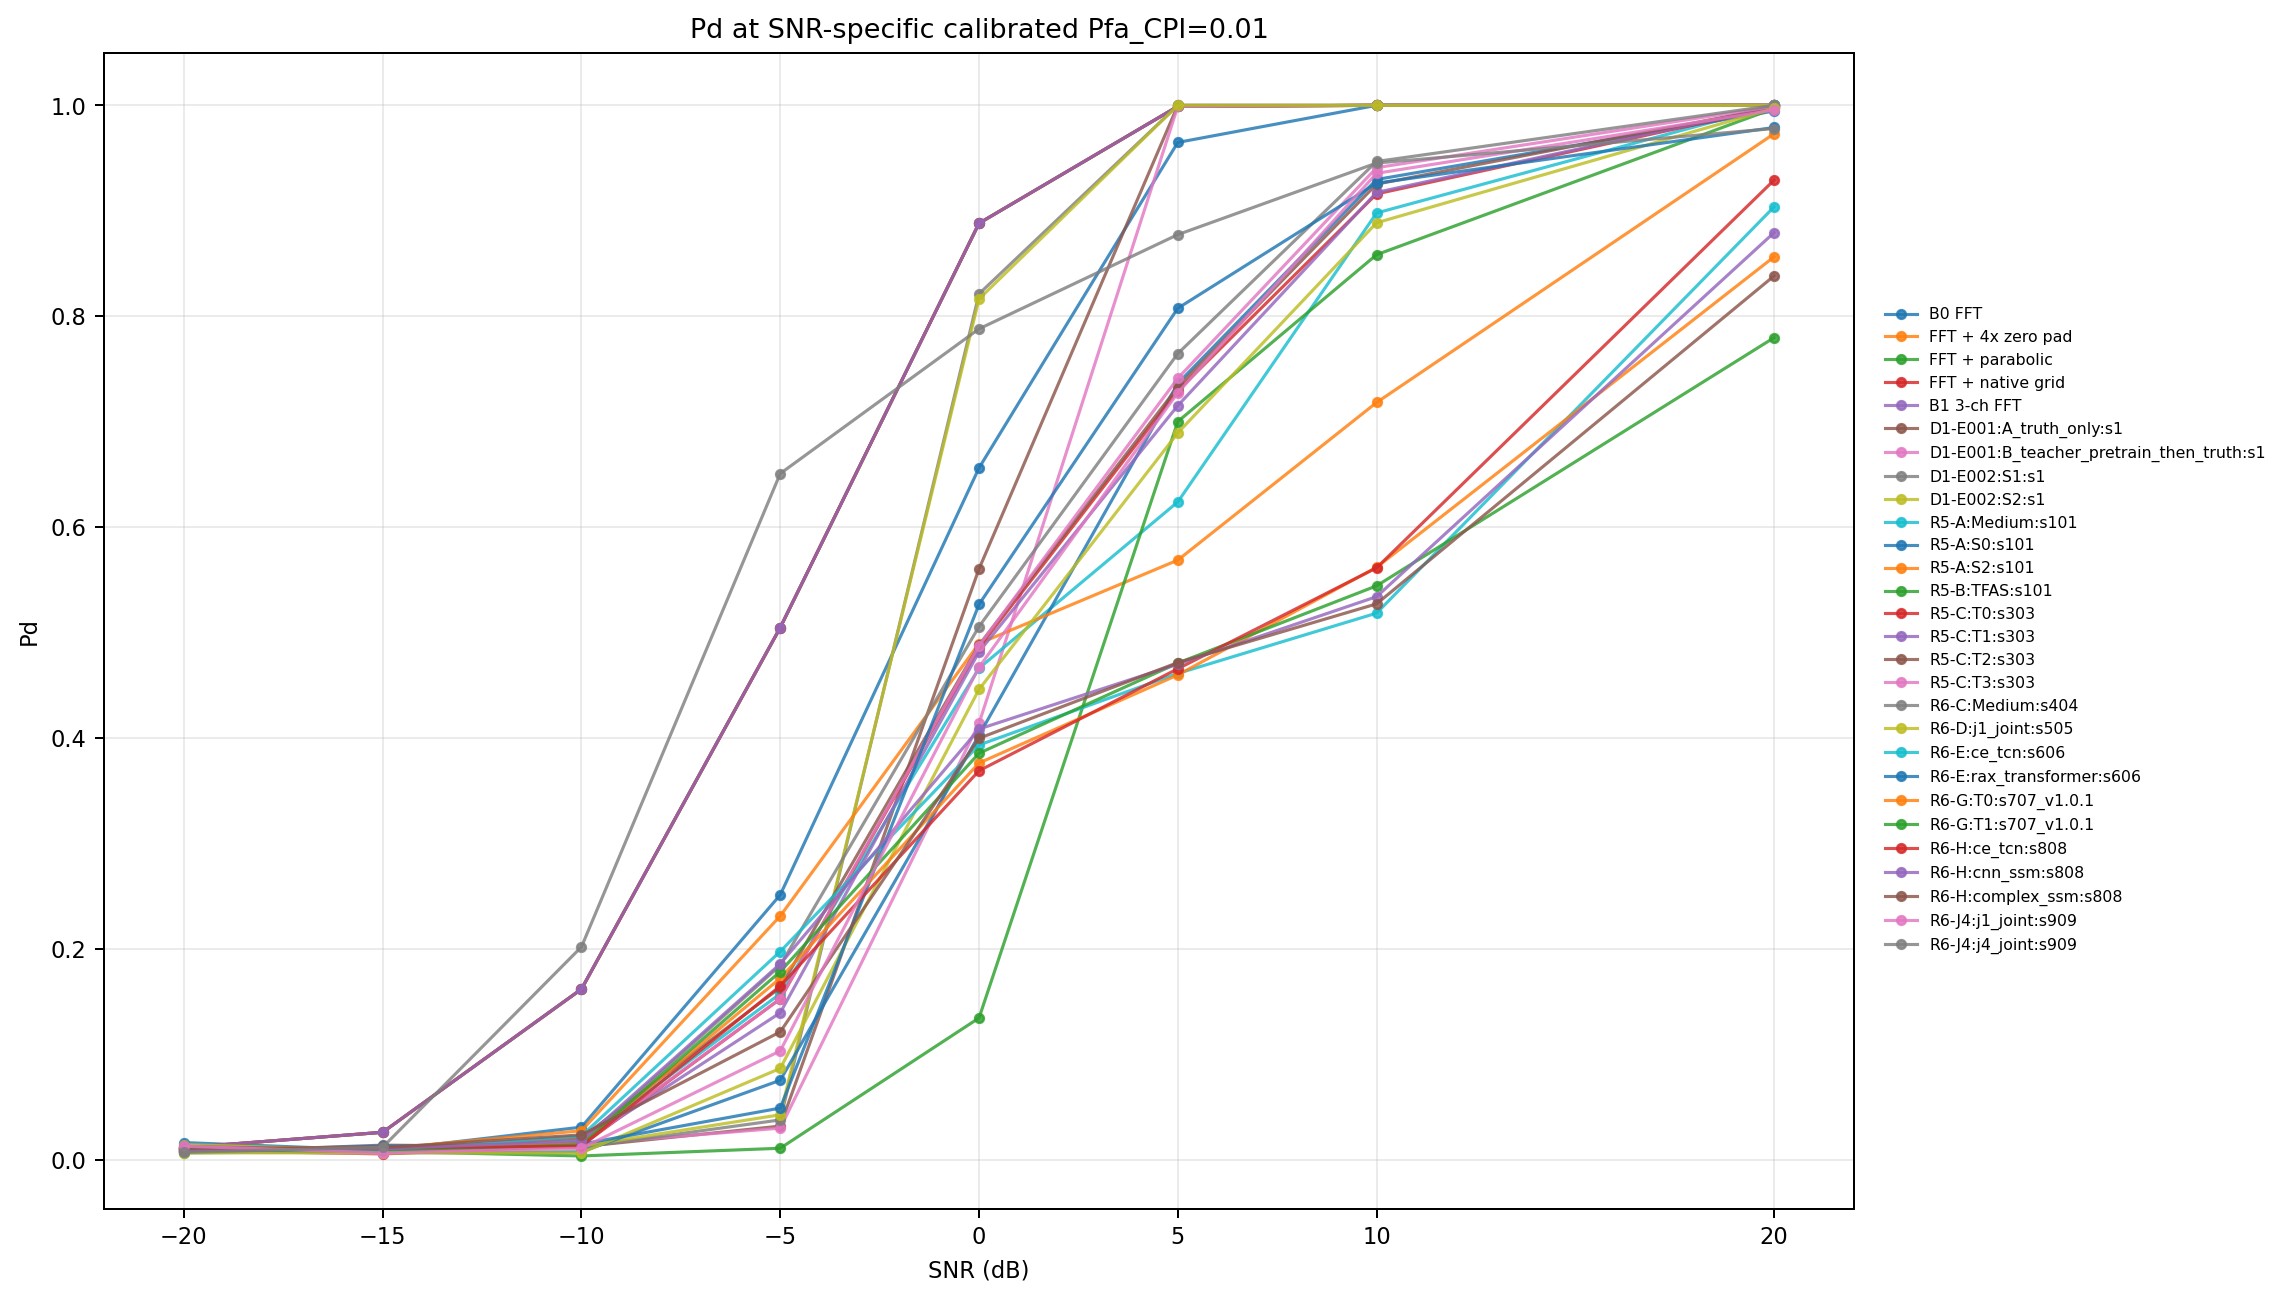 Pd at SNR-specific calibrated Pfa_CPI=0.01
1.0
0.8
0.6
0.4
0.2
0.0
Pd
−20
−15
−10
−5
0
5
10
20
SNR (dB)
B0 FFT
FFT + 4x zero pad
FFT + parabolic
FFT + native grid
B1 3-ch FFT
D1-E001:A_truth_only:s1
D1-E001:B_teacher_pretrain_then_truth:s1
D1-E002:S1:s1
D1-E002:S2:s1
R5-A:Medium:s101
R5-A:S0:s101
R5-A:S2:s101
R5-B:TFAS:s101
R5-C:T0:s303
R5-C:T1:s303
R5-C:T2:s303
R5-C:T3:s303
R6-C:Medium:s404
R6-D:j1_joint:s505
R6-E:ce_tcn:s606
R6-E:rax_transformer:s606
R6-G:T0:s707_v1.0.1
R6-G:T1:s707_v1.0.1
R6-H:ce_tcn:s808
R6-H:cnn_ssm:s808
R6-H:complex_ssm:s808
R6-J4:j1_joint:s909
R6-J4:j4_joint:s909